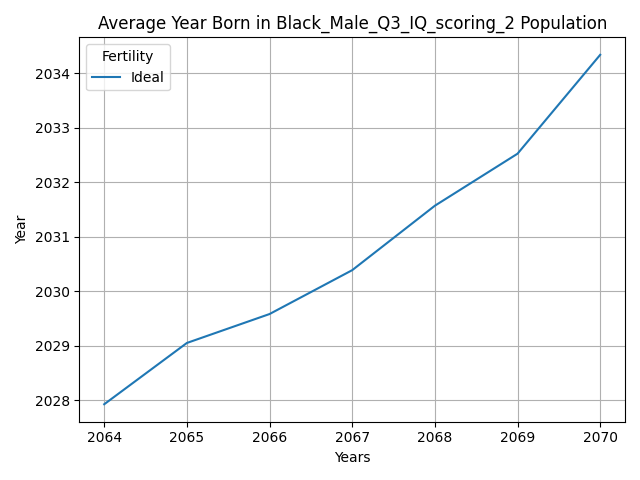 Average Year Born in Black_Male_Q3_IQ_scoring_2 Population
Fertility
Ideal
Year
2034
2033
2032
2031
2030
2029
2028
2064 2065 2066 2067 2068 2069 2070
Years